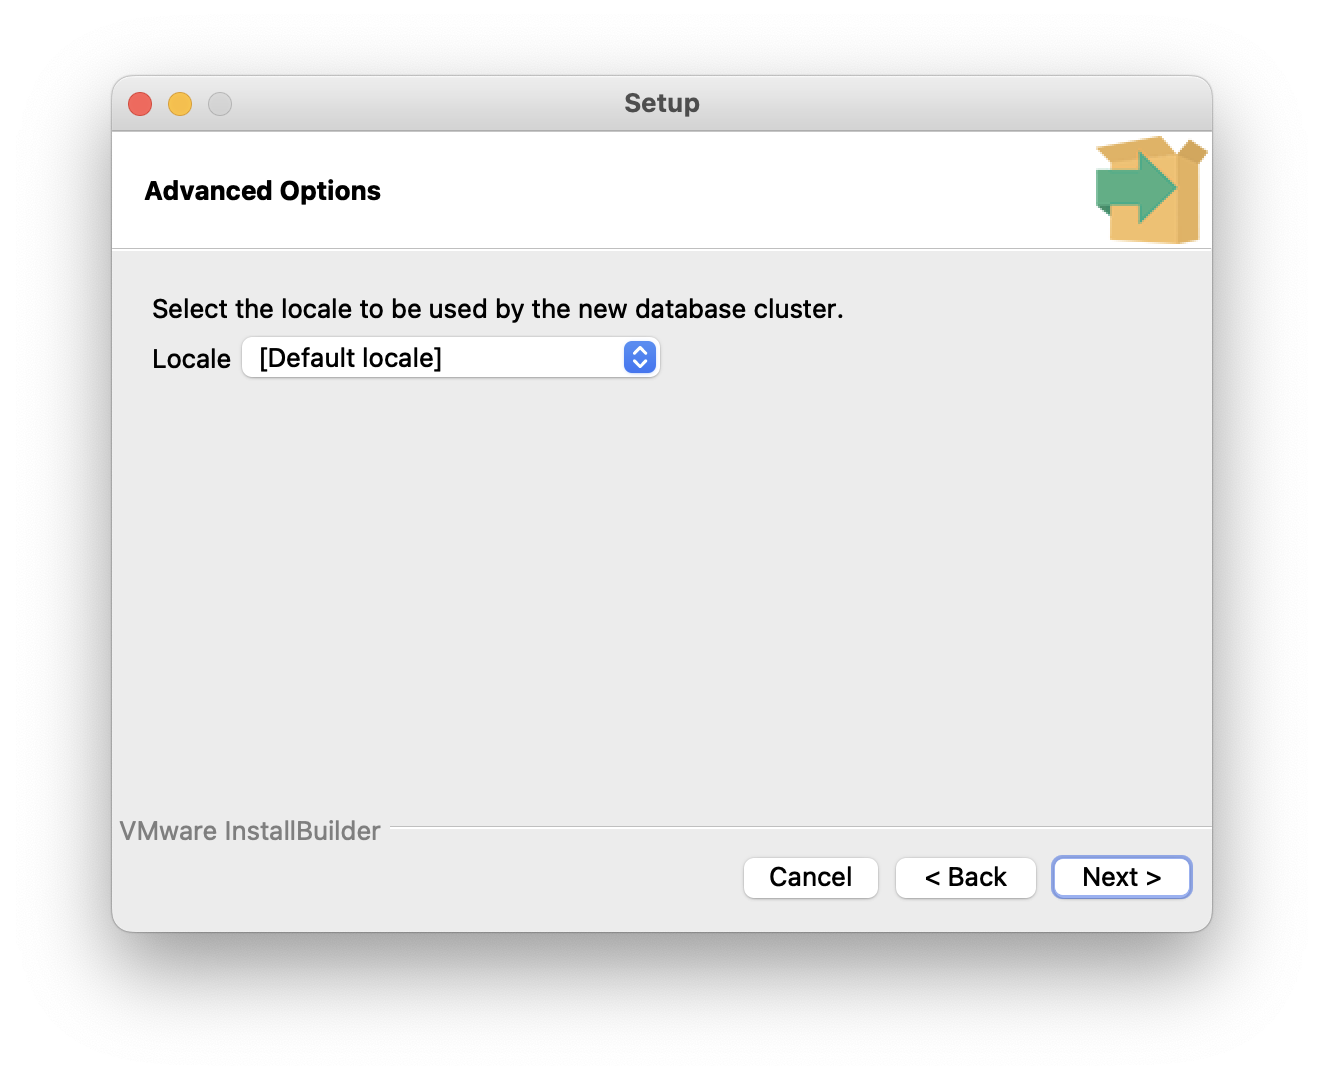 Setup
Advanced Options
Select the locale to be used by the new database cluster.
Locale [Default locale]
VMware InstallBuilder
Cancel < Back Next >